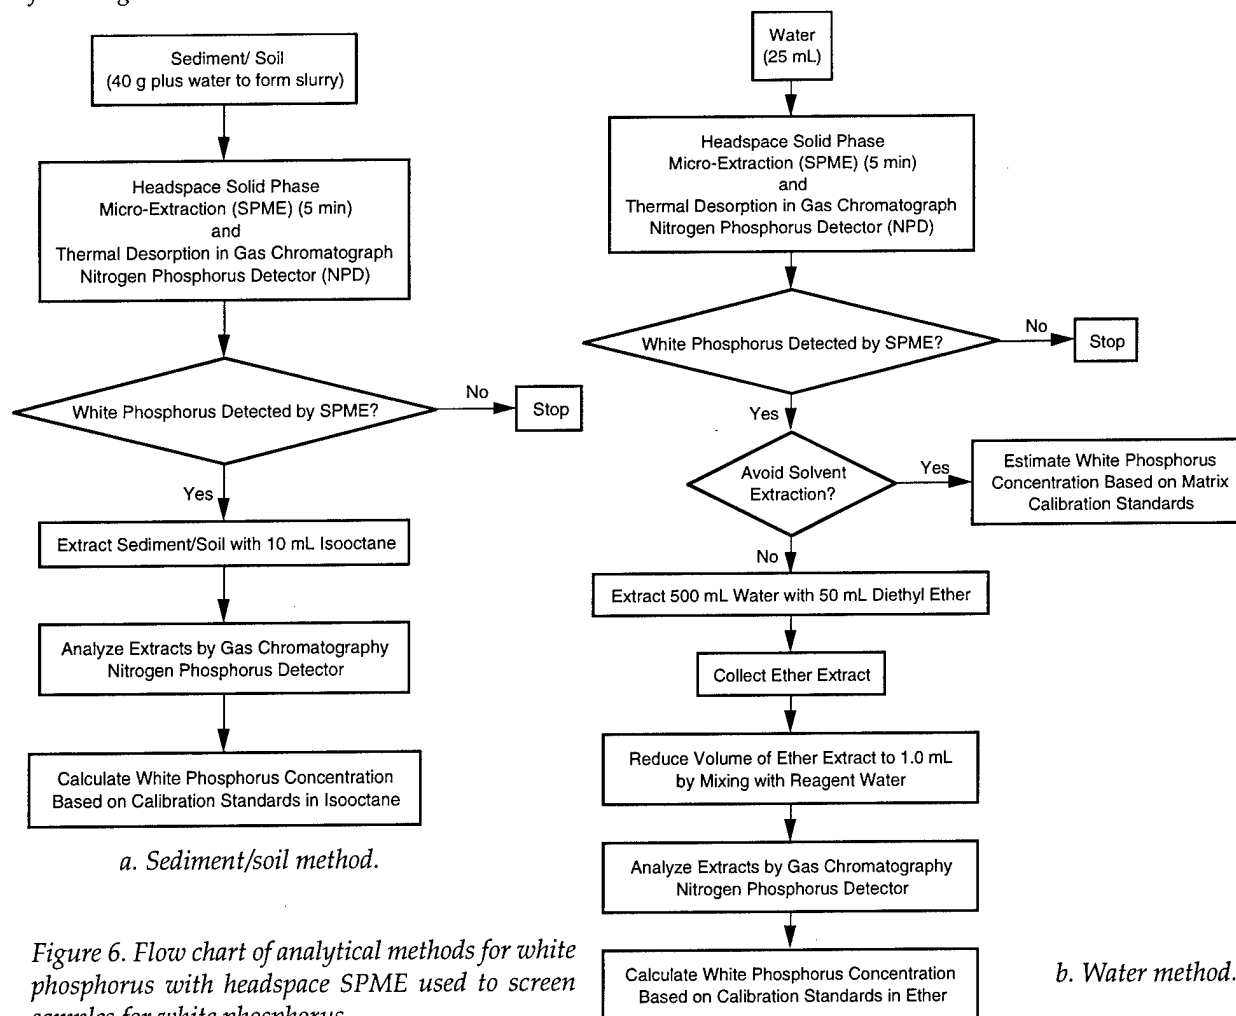 Sediment/ Soil
(40 g plus water to form slurry)
Headspace Solid Phase
Micro-Extraction (SPME) (5 min)
and
Thermal Desorption in Gas Chromatograph
Nitrogen Phosphorus Detector (NPD)
White Phosphorus Detected by SPME?
No
Stop
Yes
Extract Sediment/Soil with 10 mL Isooctane
Analyze Extracts by Gas Chromatography
Nitrogen Phosphorus Detector
Calculate White Phosphorus Concentration
Based on Calibration Standards in Isooctane
a. Sediment/soil method.
Water
(25 mL)
Headspace Solid Phase
Micro-Extraction (SPME) (5 min)
and
Thermal Desorption in Gas Chromatograph
Nitrogen Phosphorus Detector (NPD)
White Phosphorus Detected by SPME?
No
Stop
Yes
Avoid Solvent
Extraction?
Yes
Estimate White Phosphorus
Concentration Based on Matrix
Calibration Standards
No
Extract 500 mL Water with 50 mL Diethyl Ether
Collect Ether Extract
Reduce Volume of Ether Extract to 1.0 mL
by Mixing with Reagent Water
Analyze Extracts by Gas Chromatography
Nitrogen Phosphorus Detector
Calculate White Phosphorus Concentration
Based on Calibration Standards in Ether
b. Water method.
Figure 6. Flow chart of analytical methods for white
phosphorus with headspace SPME used to screen
samples for white phosphorus